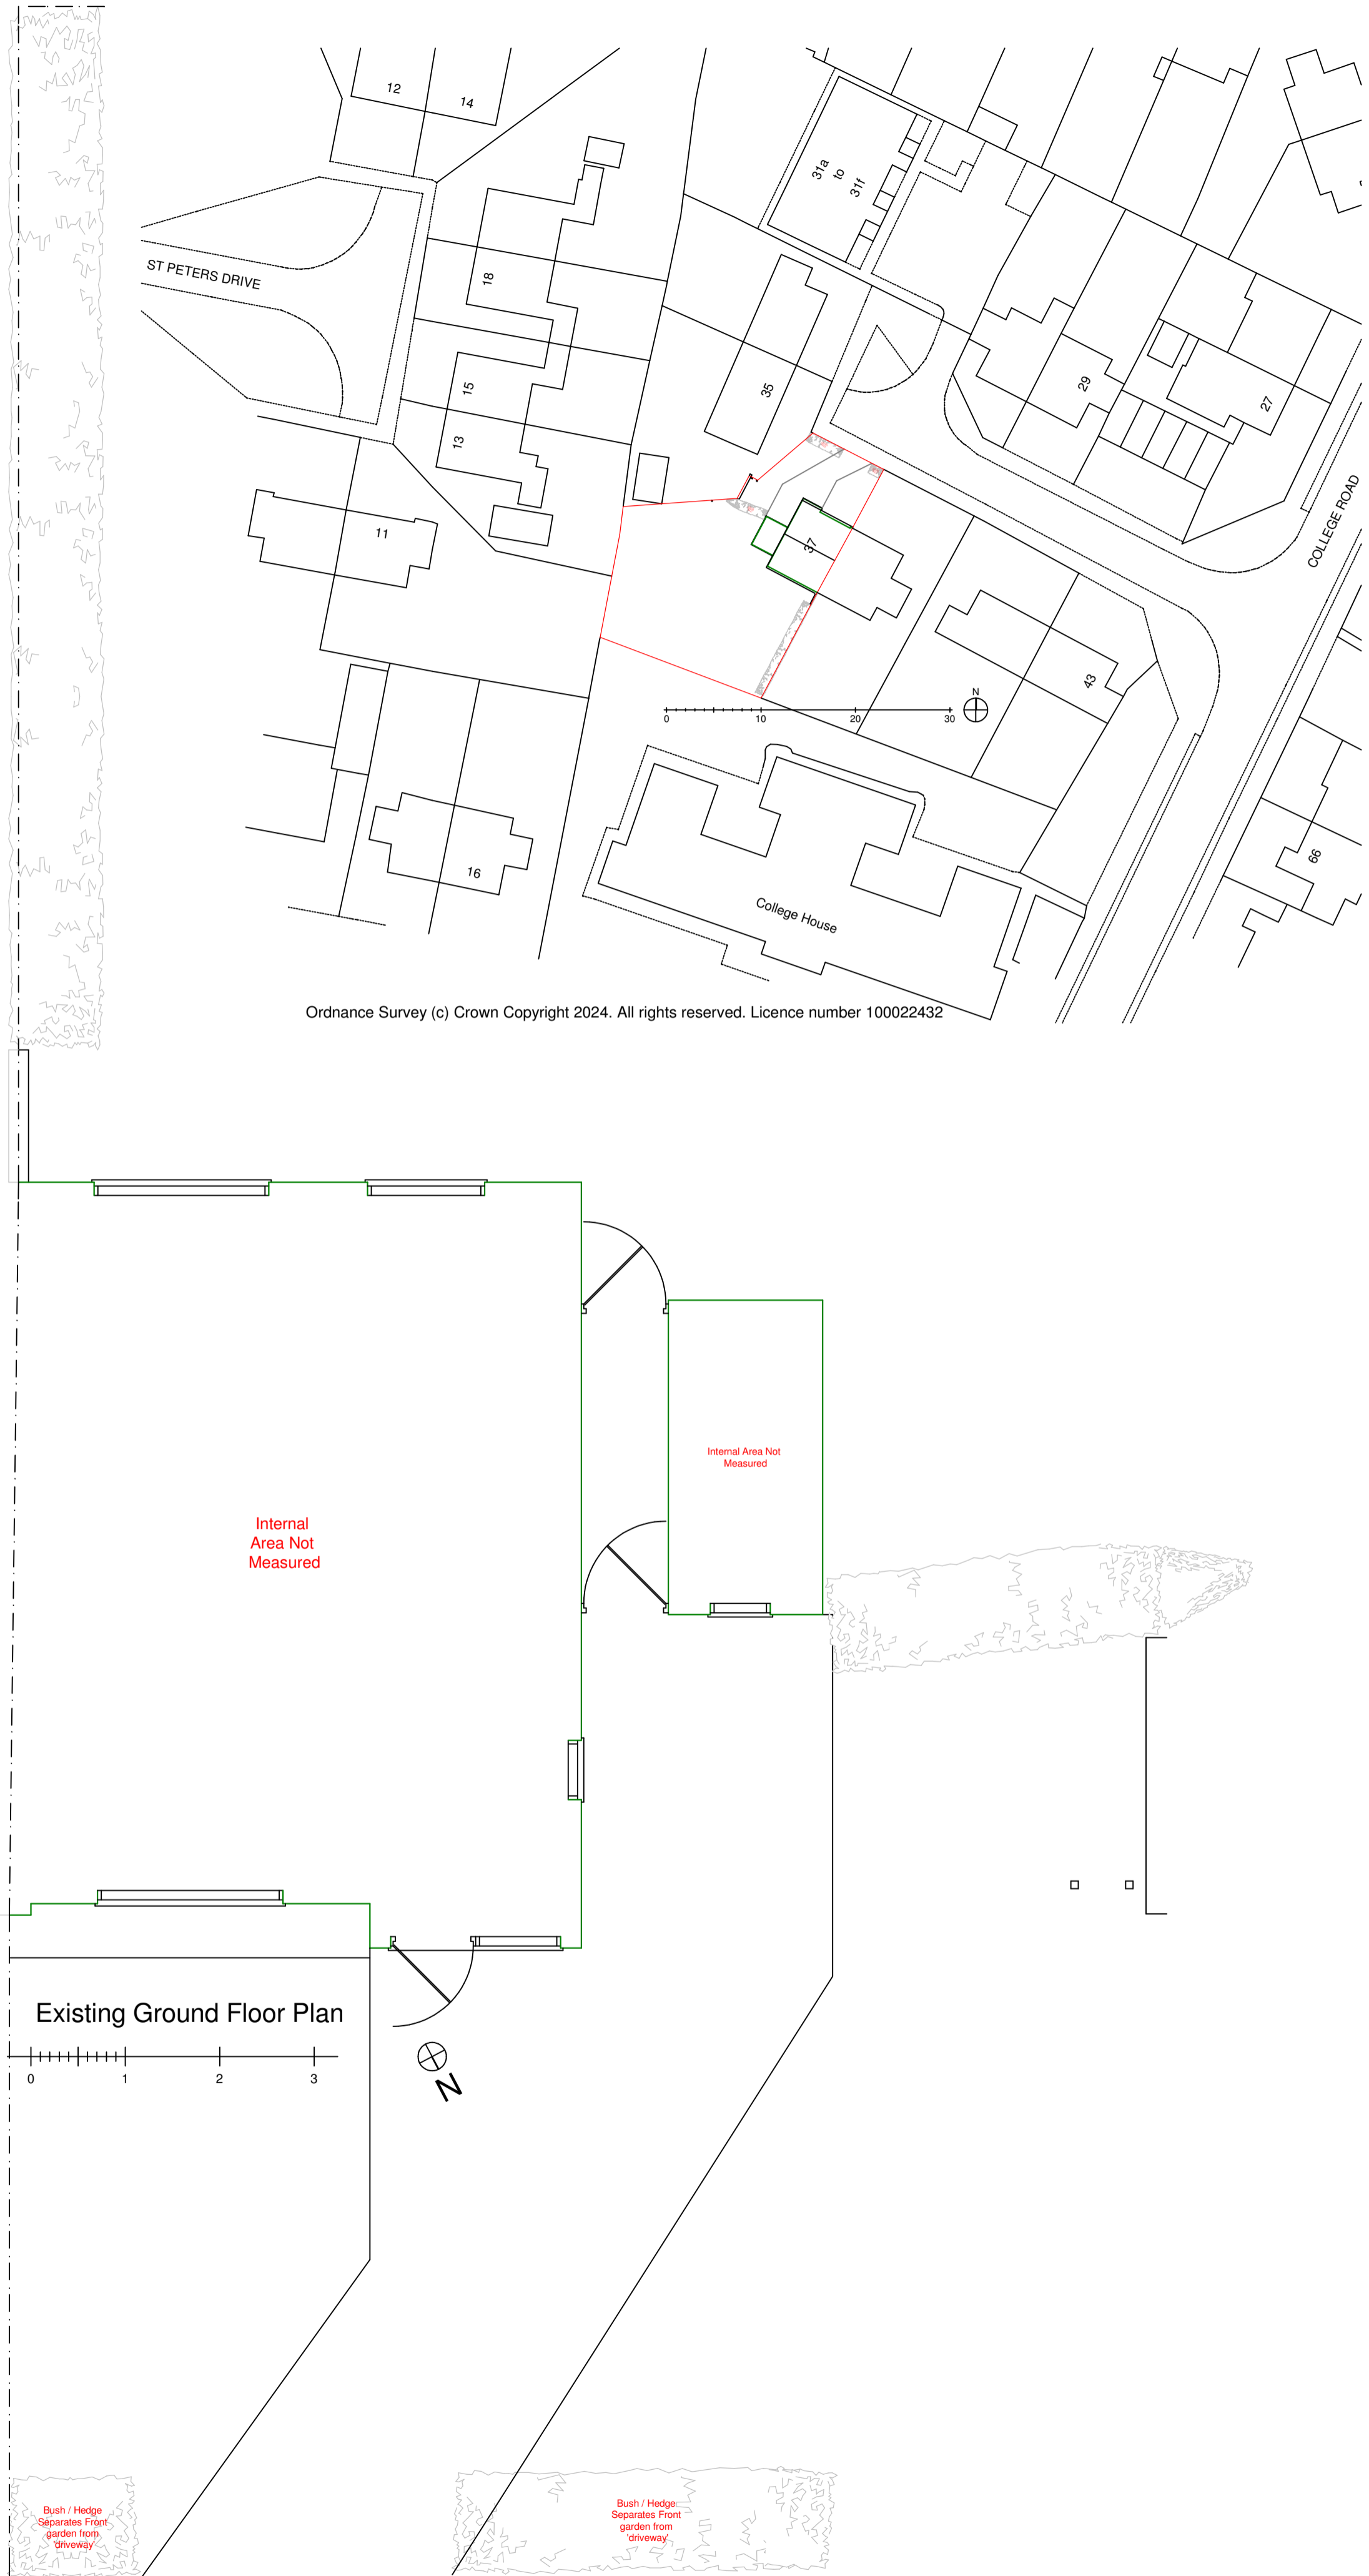 12
14
31a
to
31f
ST PETERS DRIVE
18
15
13
35
29
27
COLLEGE ROAD
11
37
43
N
0
10
20
30
66
16
College House
Ordnance Survey (c) Crown Copyright 2024. All rights reserved. Licence number 100022432
Internal Area Not
Measured
Internal
Area Not
Measured
Existing Ground Floor Plan
0
1
2
3
N
Bush / Hedge
Separates Front
garden from
'driveway'
Bush / Hedge
Separates Front
garden from
'driveway'